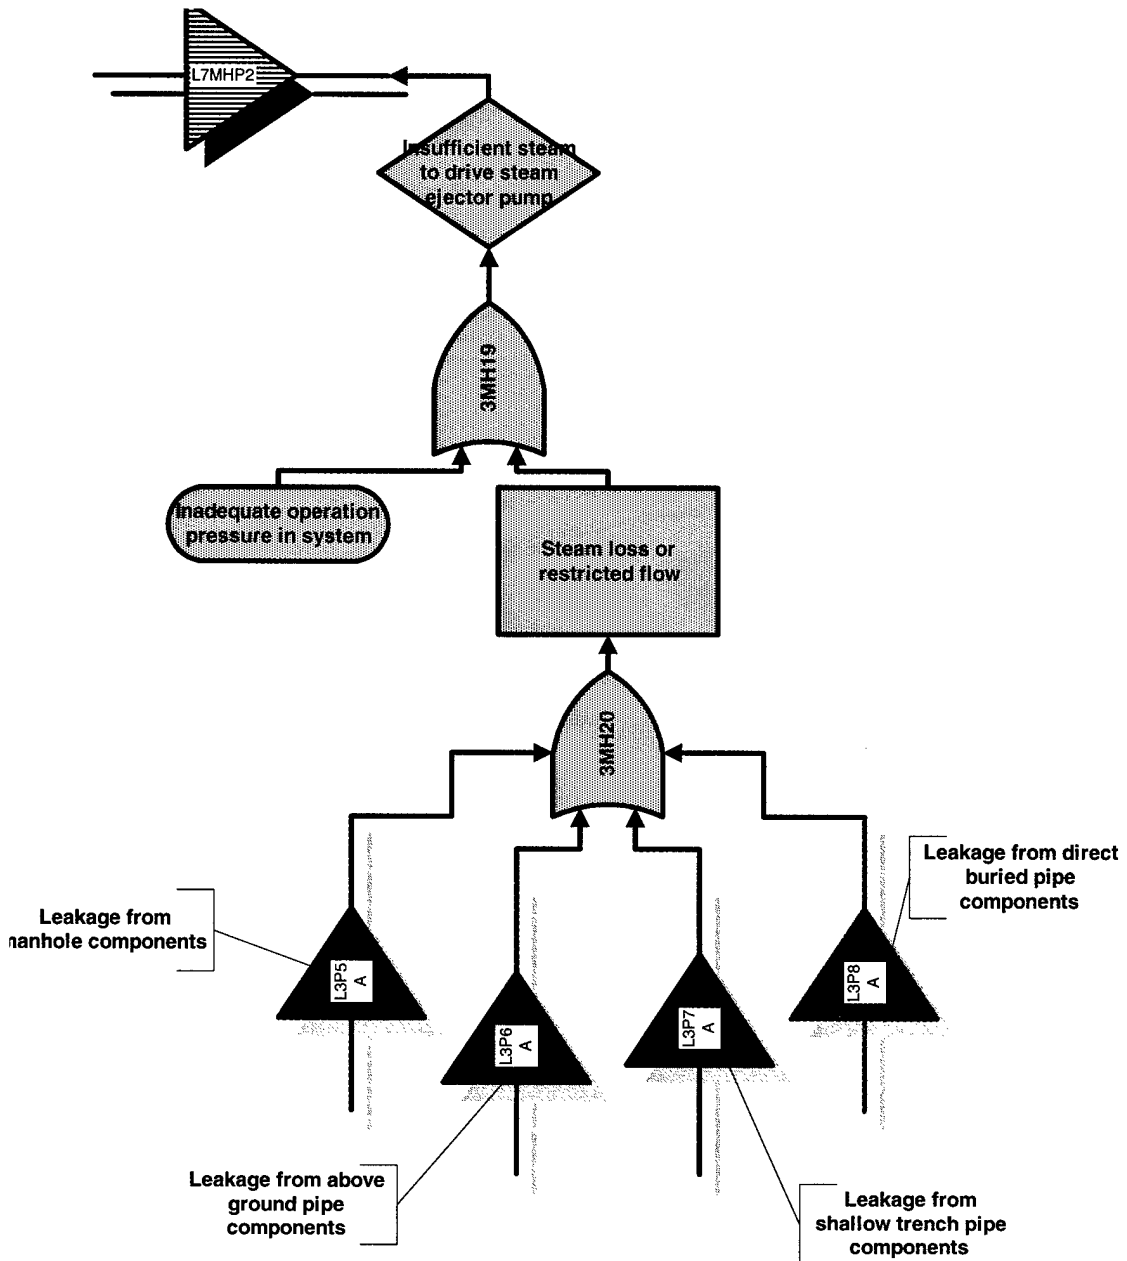 L7MHP2
Insufficient steam
to drive steam
ejector pump
3MH19
Inadequate operation
pressure in system
Steam loss or
restricted flow
3MH20
Leakage from direct
buried pipe
components
Leakage from
manhole components
L3P5
A
L3P6
A
L3P7
A
L3P8
A
Leakage from above
ground pipe
components
Leakage from
shallow trench pipe
components